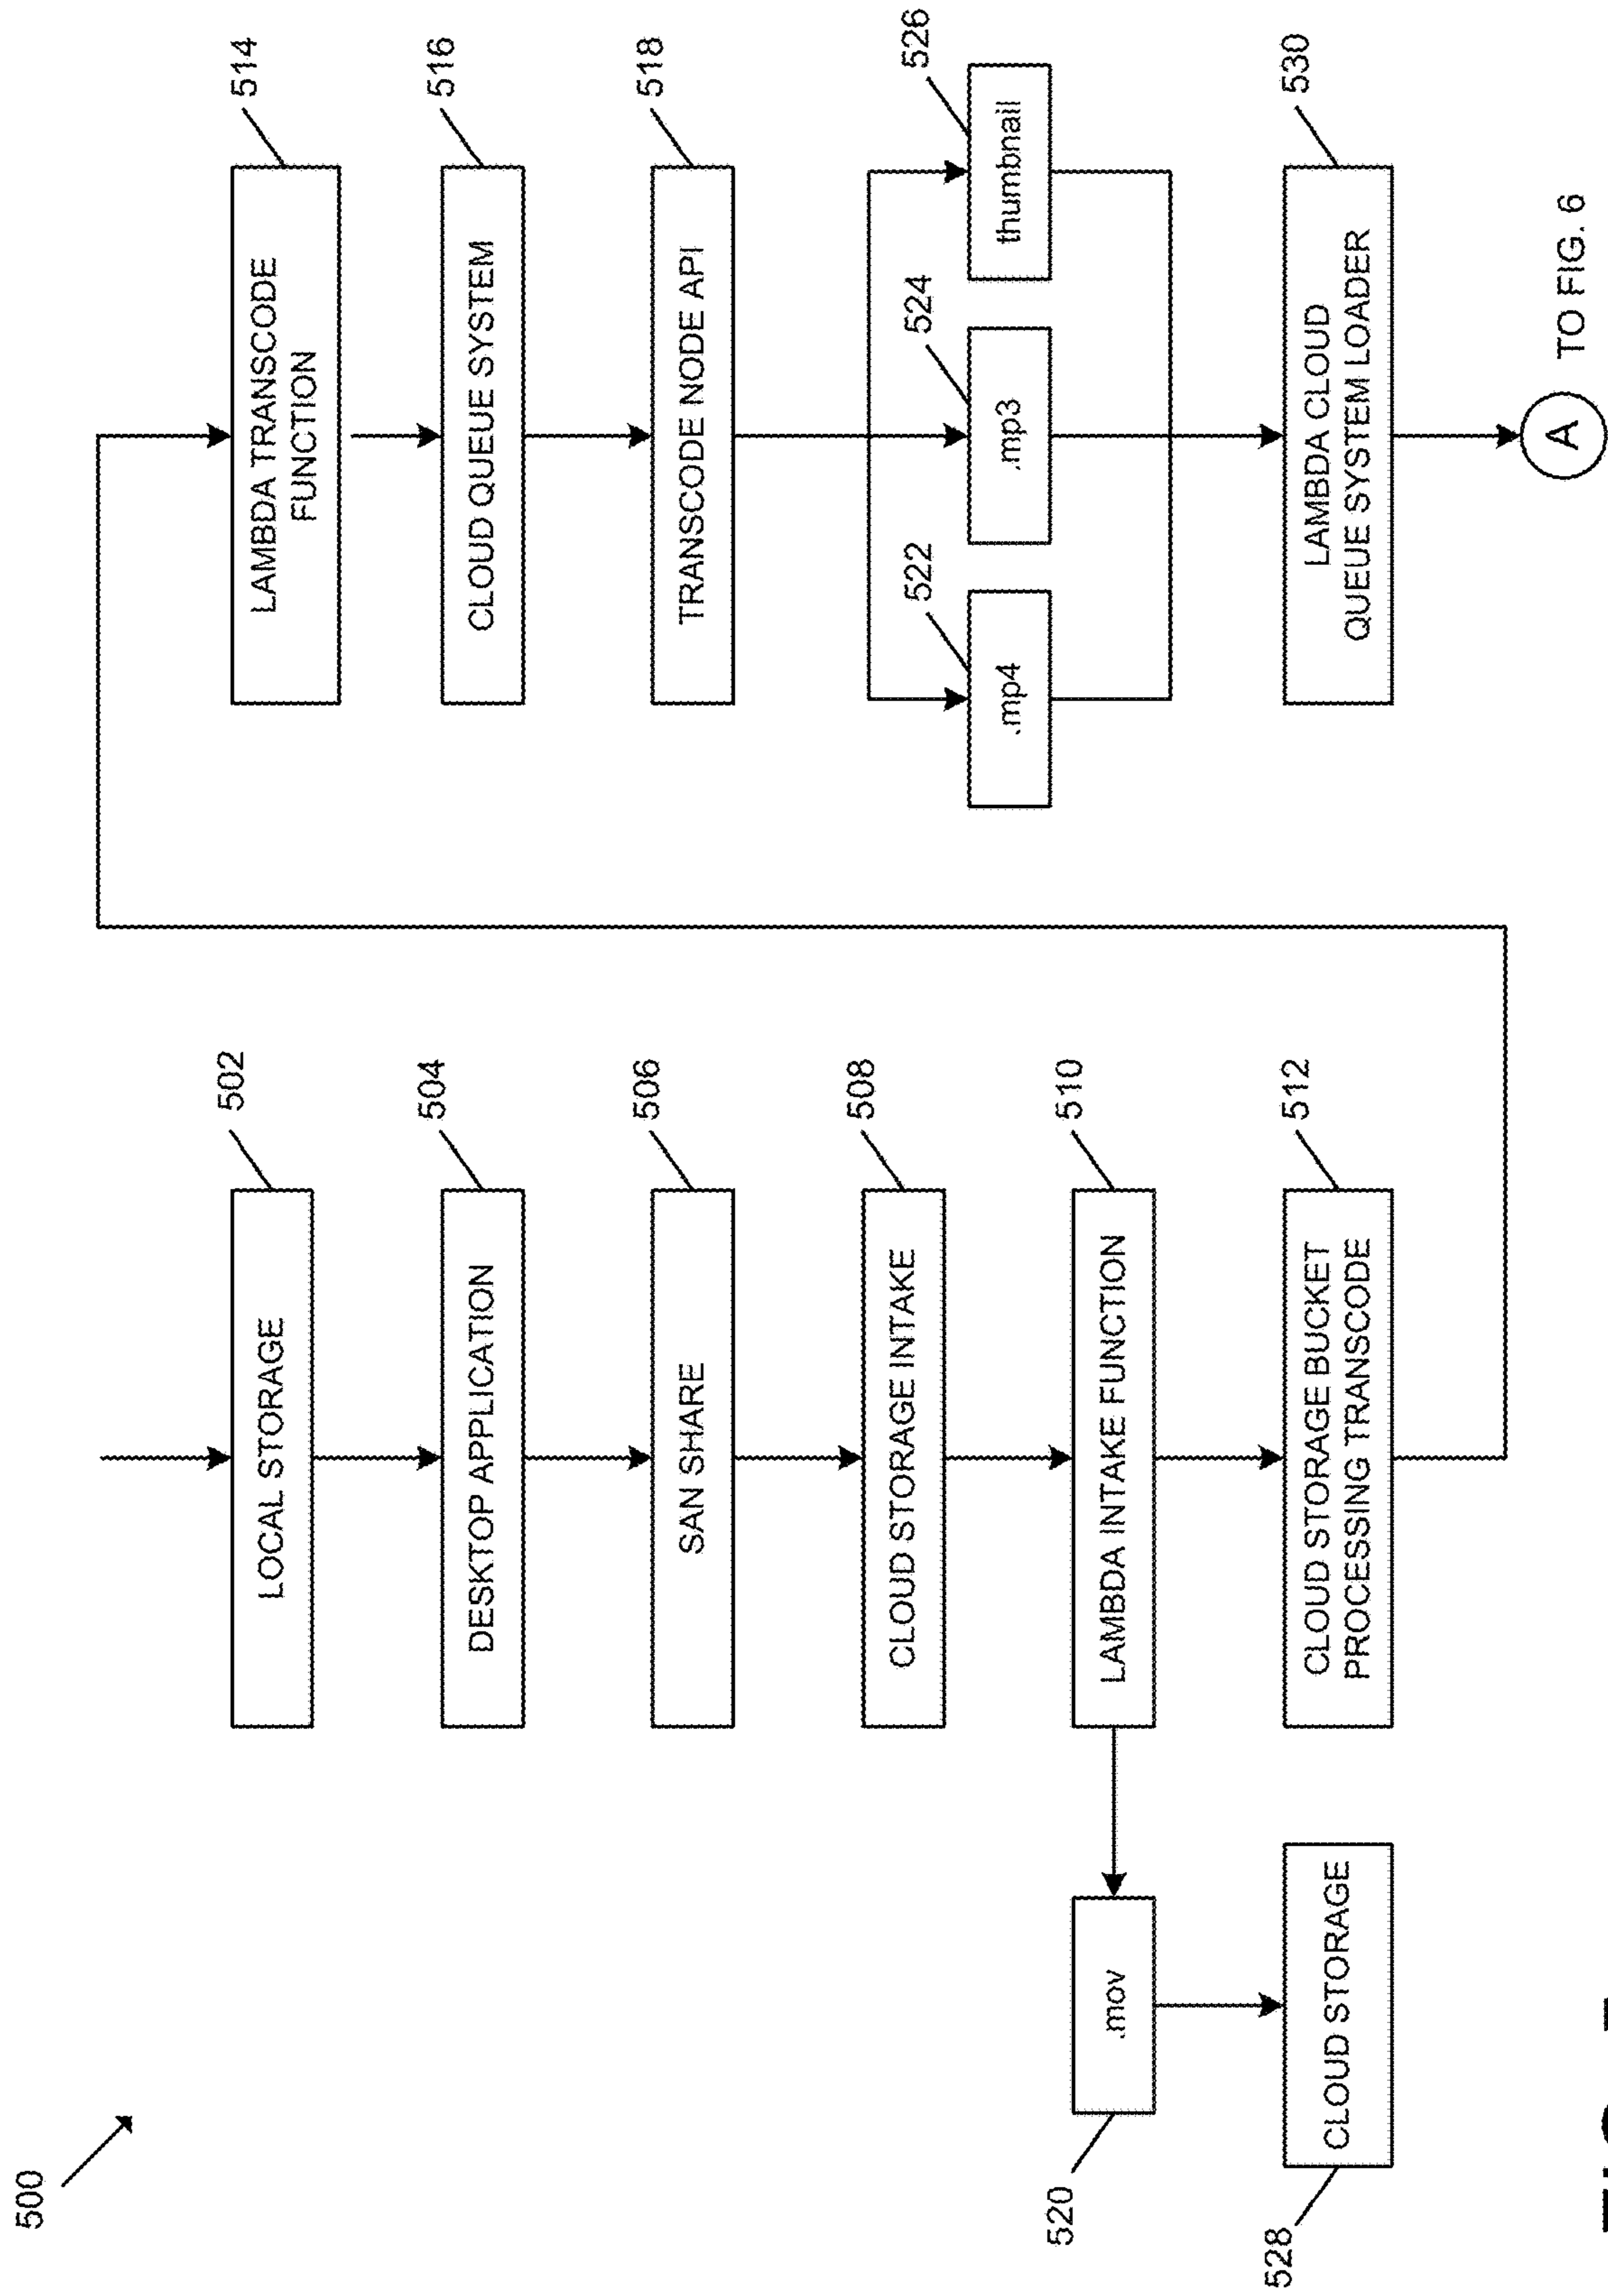 500
LOCAL STORAGE
502
DESKTOP APPLICATION
504
SAN SHARE
506
CLOUD STORAGE INTAKE
508
LAMBDA INTAKE FUNCTION
510
.mov
520
CLOUD STORAGE
528
CLOUD STORAGE BUCKET
PROCESSING TRANSCODE
512
LAMBDA TRANSCODE
FUNCTION
514
CLOUD QUEUE SYSTEM
516
TRANSCODE NODE API
518
.mp4
522
.mp3
524
thumbnail
526
LAMBDA CLOUD
QUEUE SYSTEM LOADER
530
A
TO FIG. 6